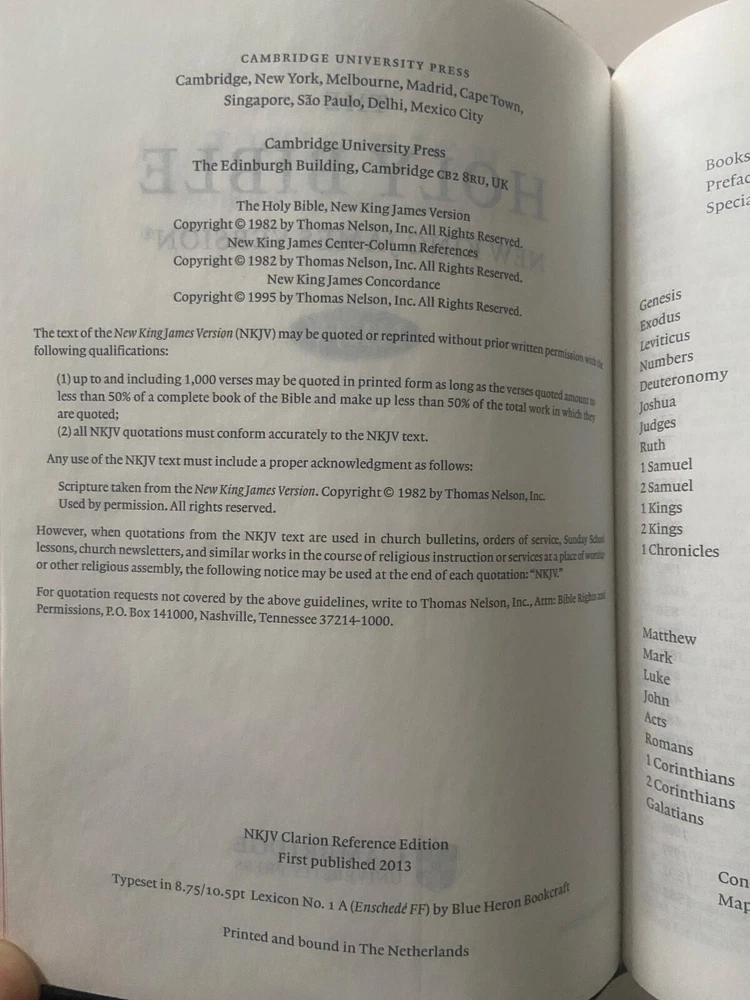 CAMBRIDGE UNIVERSITY PRESS
Cambridge, New York, Melbourne, Madrid, Cape Town,
Singapore, São Paulo, Delhi, Mexico City
Cambridge University Press
The Edinburgh Building, Cambridge CB2 8RU, UK
The Holy Bible, New King James Version
Copyright © 1982 by Thomas Nelson, Inc. All Rights Reserved.
New King James Center-Column References
Copyright © 1982 by Thomas Nelson, Inc. All Rights Reserved.
New King James Concordance
Copyright © 1995 by Thomas Nelson, Inc. All Rights Reserved.
The text of the New King James Version (NKJV) may be quoted or reprinted without prior written permission with the
following qualifications:
(1) up to and including 1,000 verses may be quoted in printed form as long as the verses quoted amount to
less than 50% of a complete book of the Bible and make up less than 50% of the total work in which they
are quoted;
(2) all NKJV quotations must conform accurately to the NKJV text.
Any use of the NKJV text must include a proper acknowledgment as follows:
Scripture taken from the New King James Version. Copyright © 1982 by Thomas Nelson, Inc.
Used by permission. All rights reserved.
However, when quotations from the NKJV text are used in church bulletins, orders of service, Sunday School
lessons, church newsletters, and similar works in the course of religious instruction or services at a place of worship
or other religious assembly, the following notice may be used at the end of each quotation: “NKJV.”
For quotation requests not covered by the above guidelines, write to Thomas Nelson, Inc., Attn: Bible Rights and
Permissions, P.O. Box 141000, Nashville, Tennessee 37214-1000.
NKJV Clarion Reference Edition
First published 2013
Typeset in 8.75/10.5pt Lexicon No. 1 A (Enschedé FF) by Blue Heron Bookcraft
Printed and bound in The Netherlands
Books
Prefac
Specia
Genesis
Exodus
Leviticus
Numbers
Deuteronomy
Joshua
Judges
Ruth
1 Samuel
2 Samuel
1 Kings
2 Kings
1 Chronicles
Matthew
Mark
Luke
John
Acts
Romans
1 Corinthians
2 Corinthians
Galatians
Con
Map